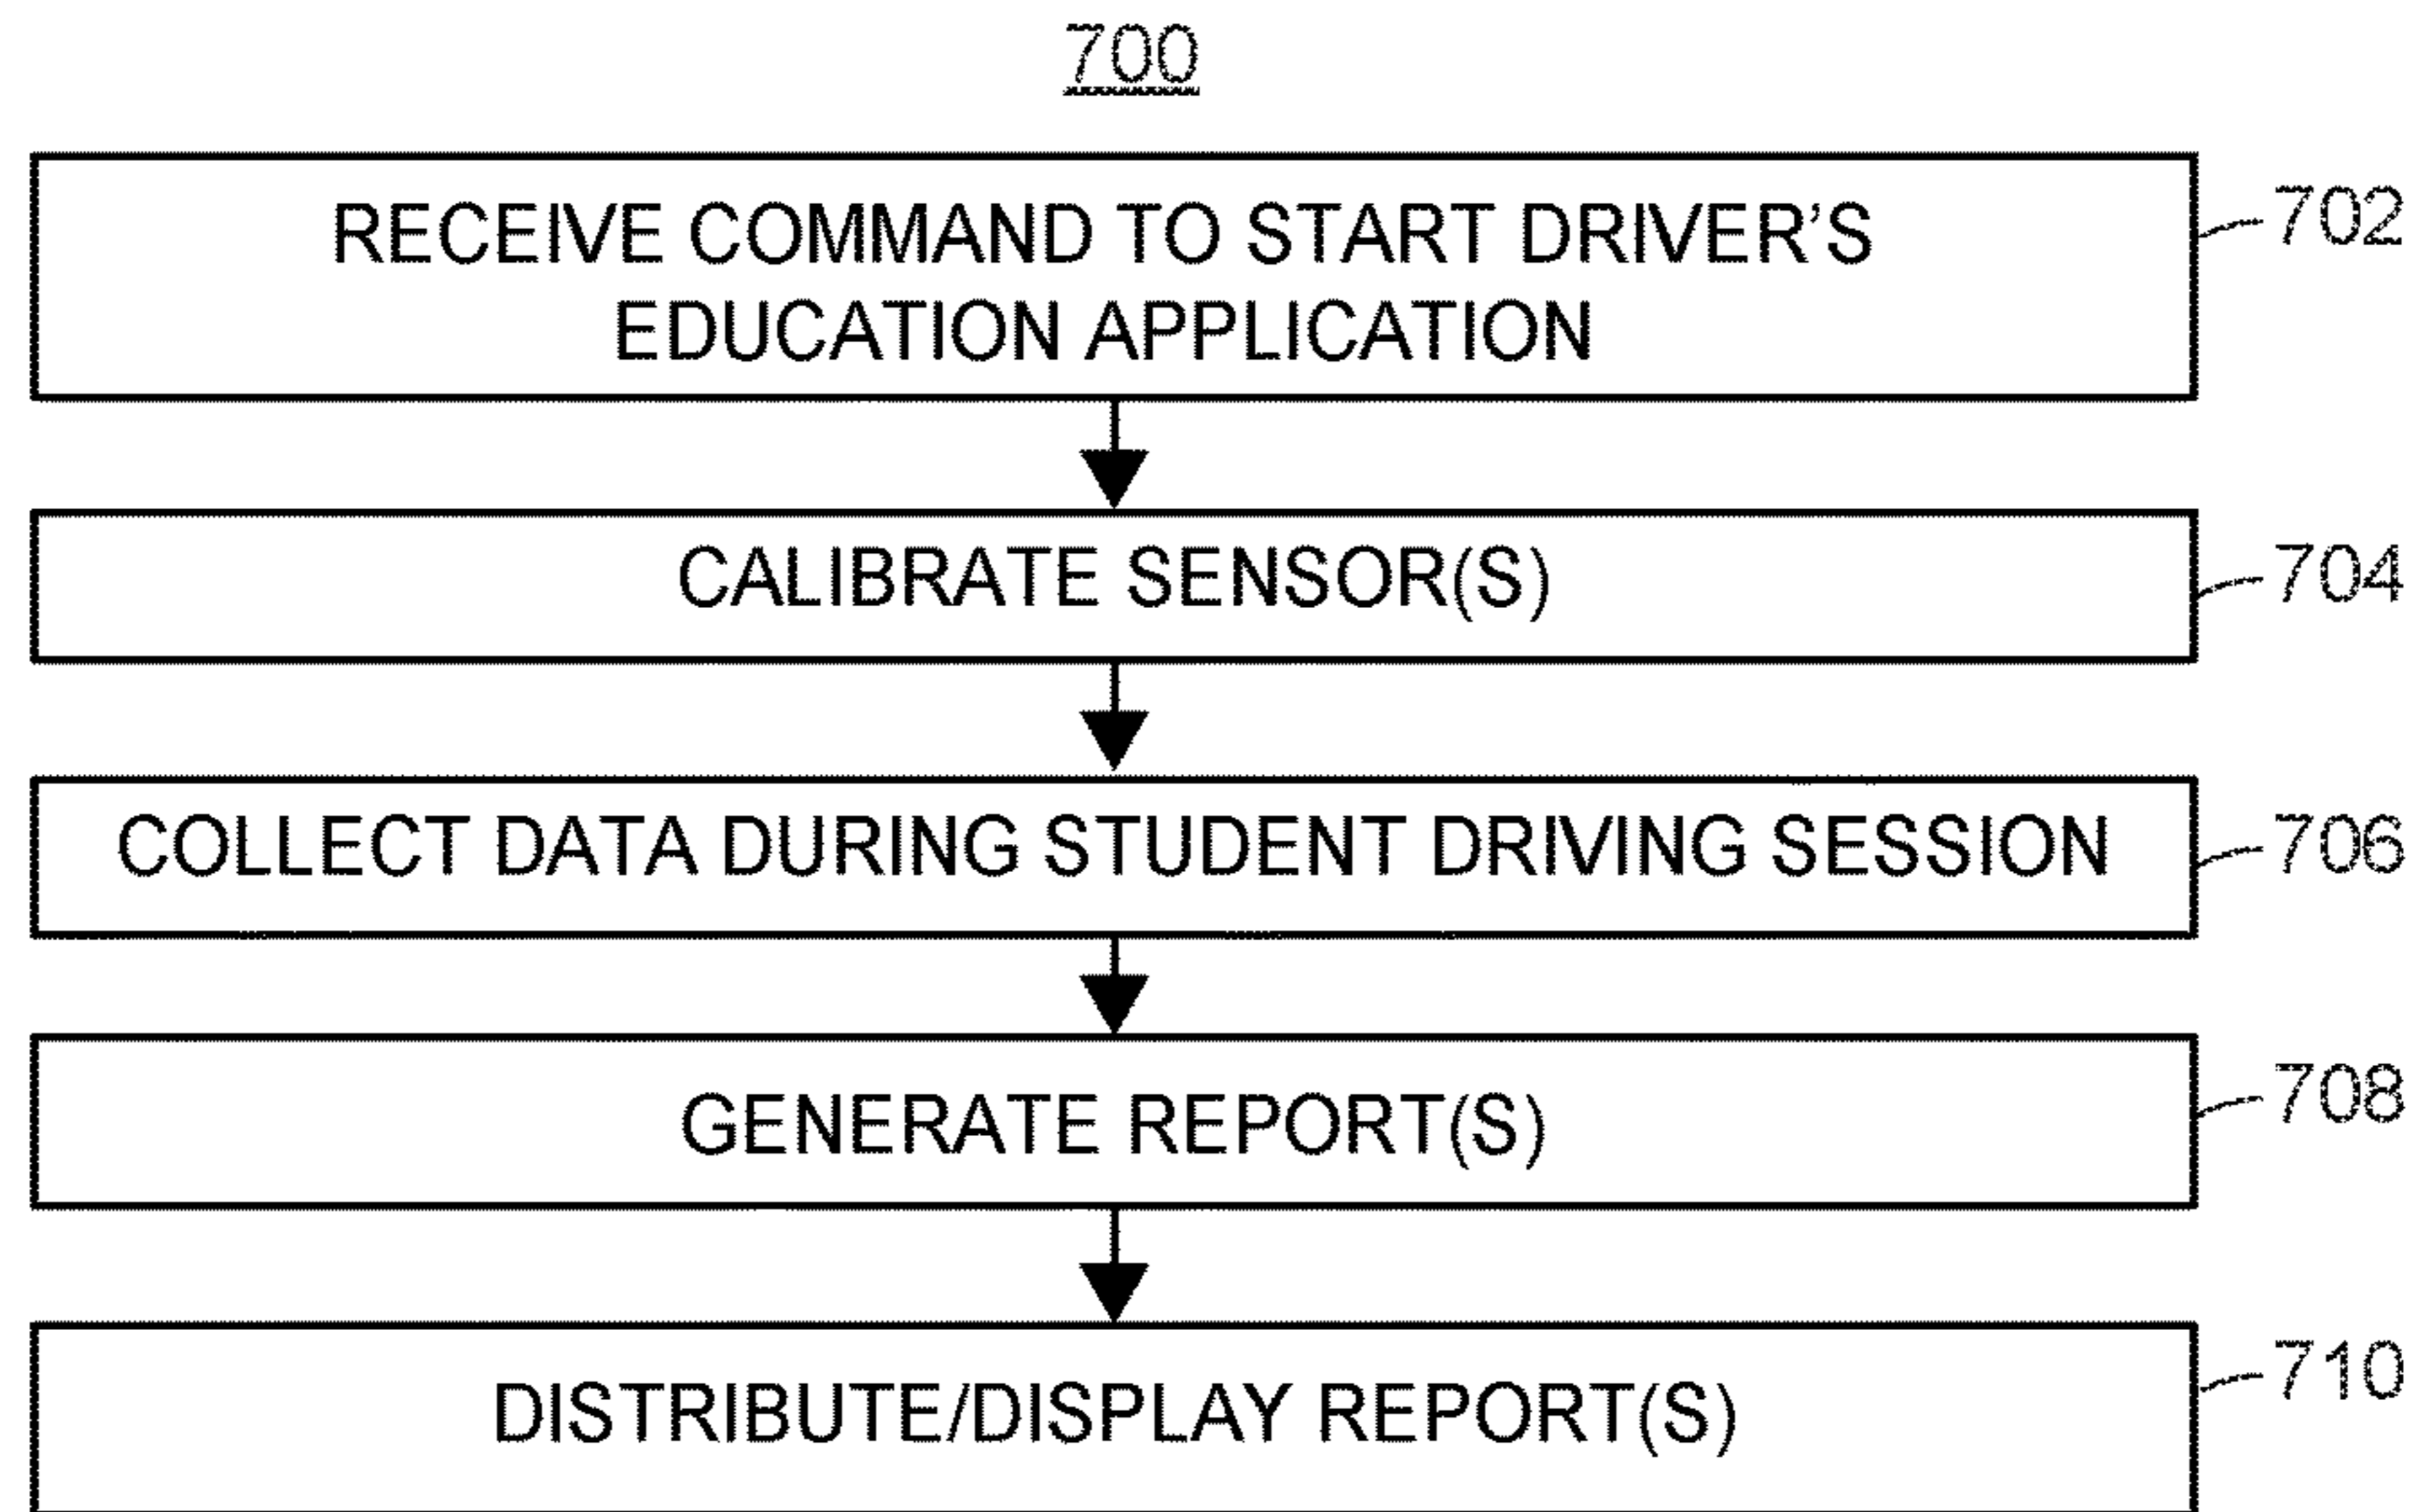 700
RECEIVE COMMAND TO START DRIVER'S
EDUCATION APPLICATION
702
CALIBRATE SENSOR(S)
704
COLLECT DATA DURING STUDENT DRIVING SESSION
706
GENERATE REPORT(S)
708
DISTRIBUTE/DISPLAY REPORT(S)
710